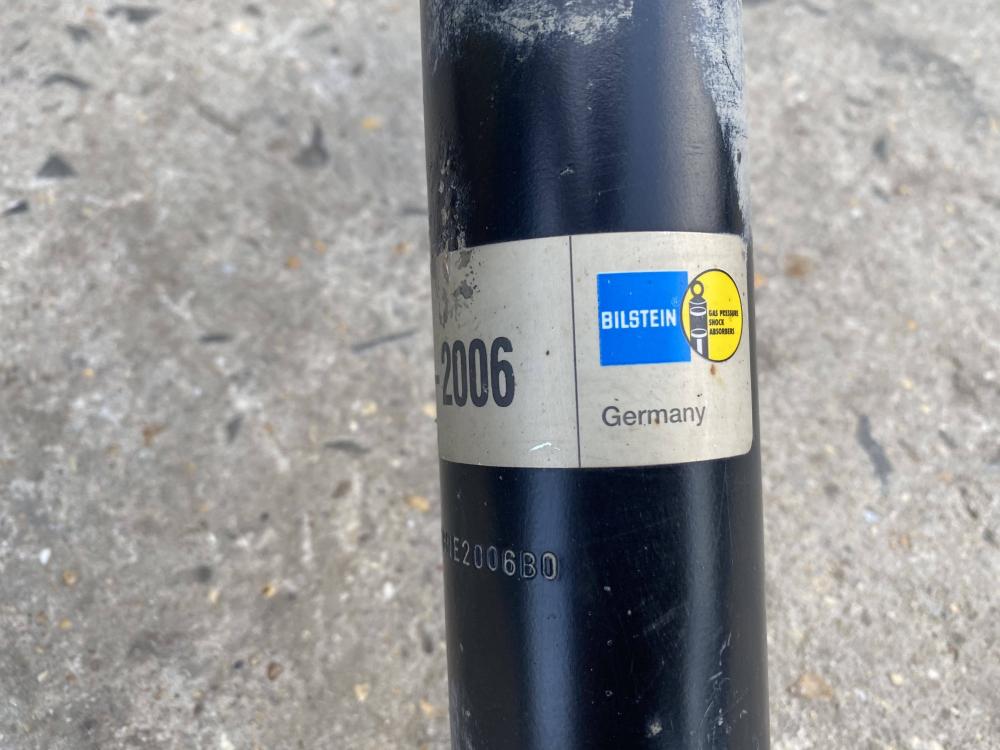 -2006
BILSTEIN
GAS PRESSURE
SHOCK
ABSORBERS
Germany
E2006B0